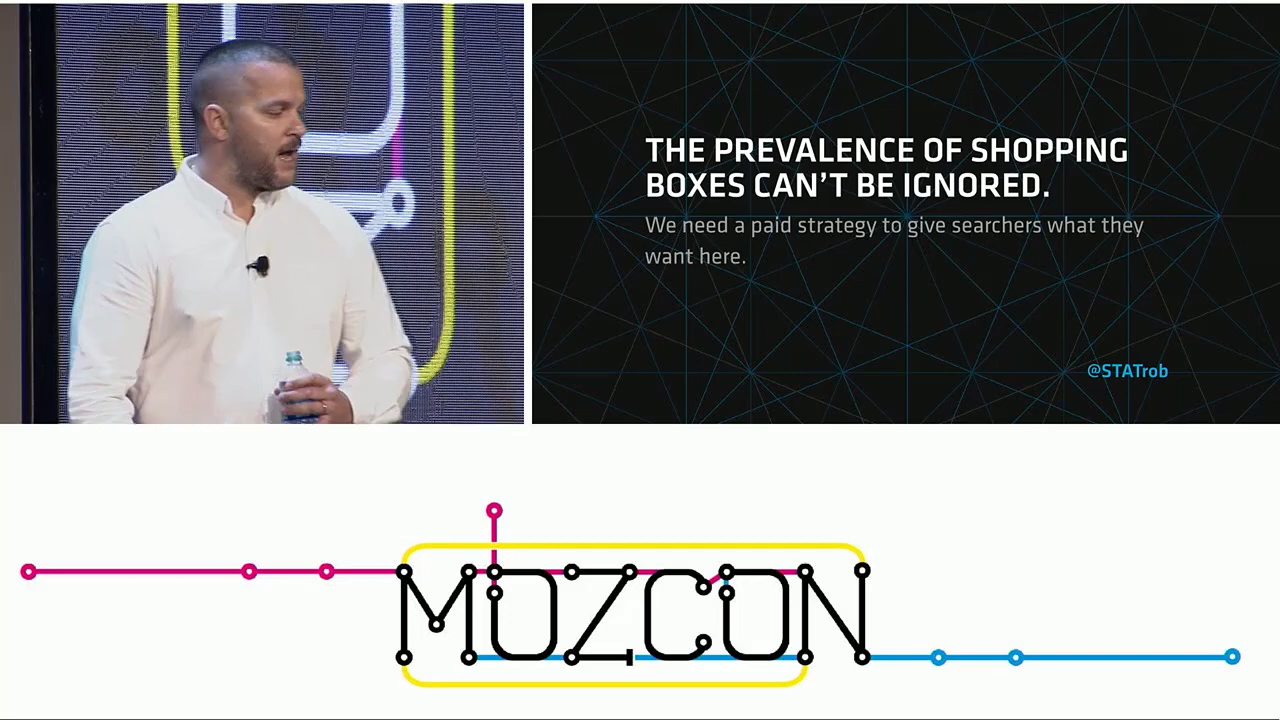 THE PREVALENCE OF SHOPPING
BOXES CAN'T BE IGNORED.
We need a paid strategy to give searchers what they
want here.
@STATrob
MOZCON